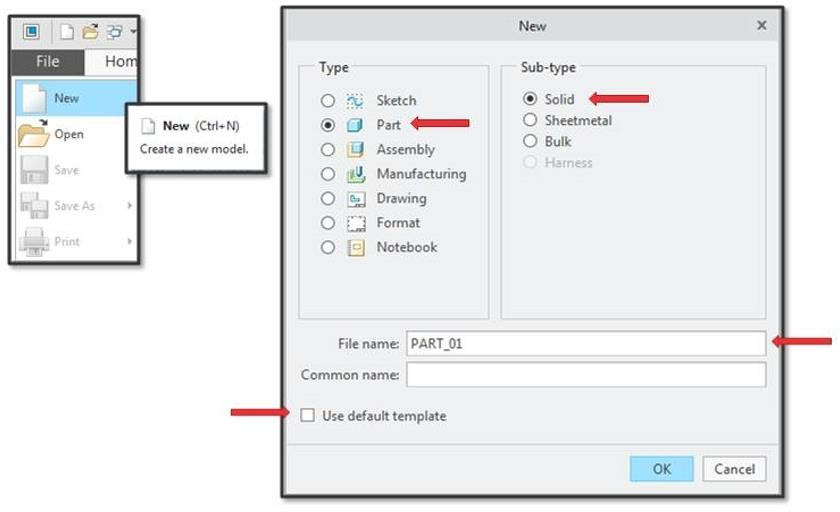 File
Hom
New
Open
Save
Save As
Print
New (Ctrl+N)
Create a new model.
New
Type
Sketch
Part
Assembly
Manufacturing
Drawing
Format
Notebook
Sub-type
Solid
Sheetmetal
Bulk
Harness
File name: PART_01
Common name:
Use default template
OK Cancel